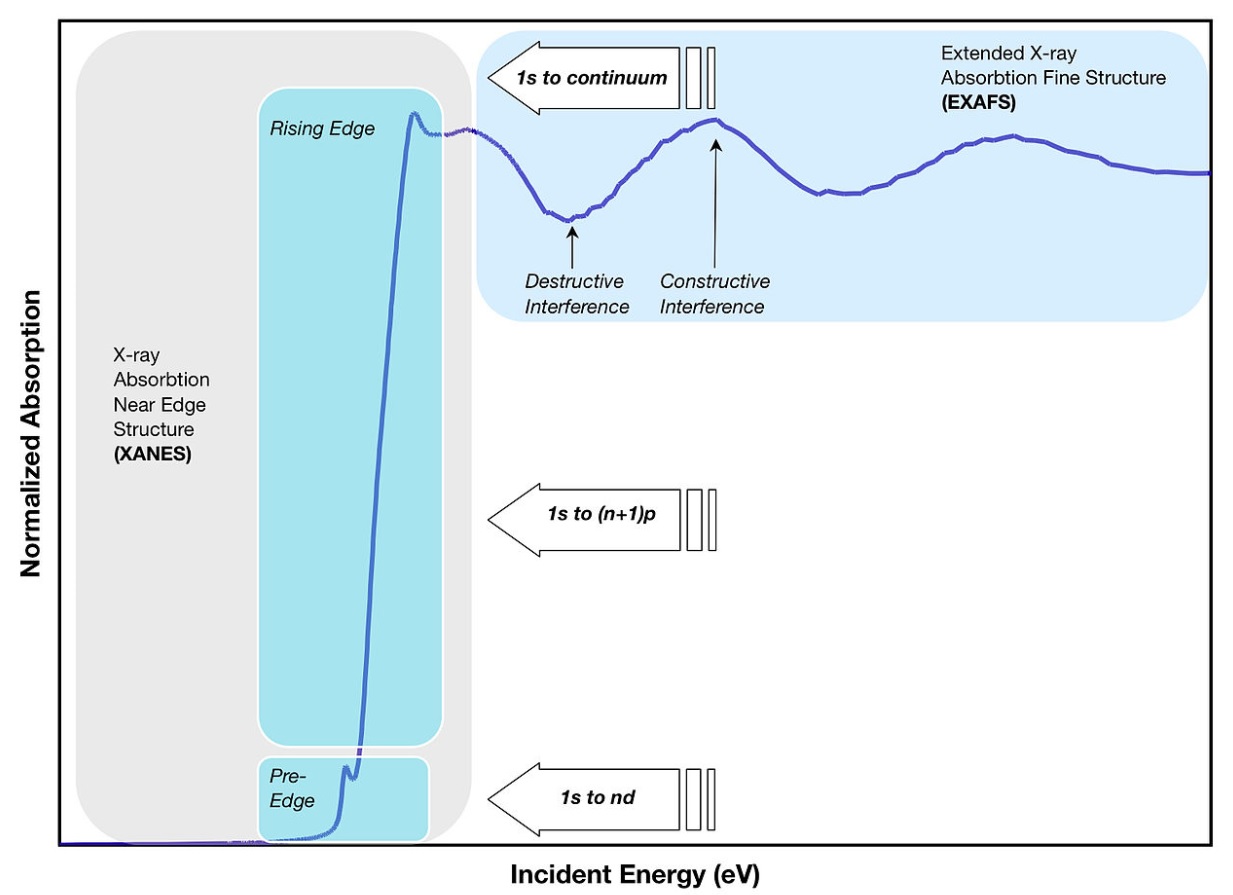 1s to continuum
Extended X-ray
Absorbtion Fine Structure
(EXAFS)
Rising Edge
Destructive
Interference
Constructive
Interference
X-ray
Absorbtion
Near Edge
Structure
(XANES)
1s to (n+1)p
Pre-
Edge
1s to nd
Normalized Absorption
Incident Energy (eV)